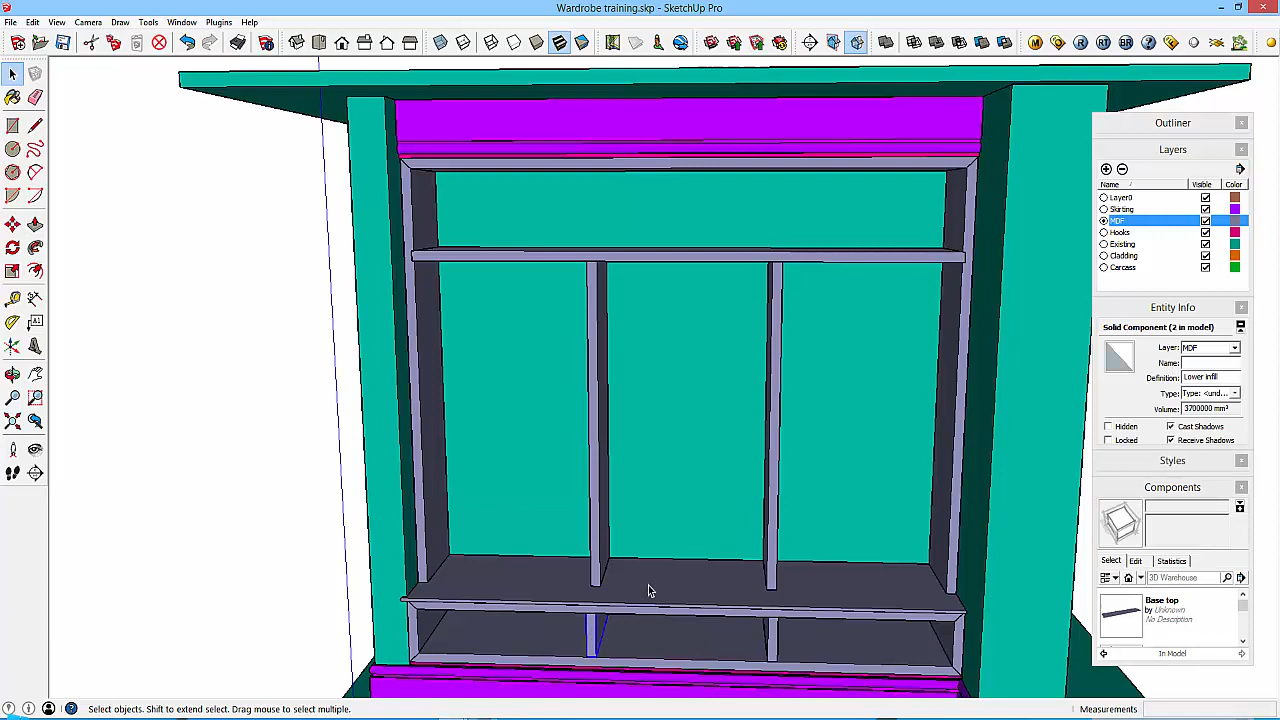 Wardrobe training.skp - SketchUp Pro
File Edit View Camera Draw Tools Window Plugins Help
Outliner
Layers
Name Visible Color
Layer0
Skirting
MDF
Hooks
Existing
Cladding
Carcass
Entity Info
Solid Component (2 in model)
Layer: MDF
Name:
Definition: Lower infill
Type: Type: <und...
Volume: 3700000 mm³
Hidden Cast Shadows
Locked Receive Shadows
Styles
Components
Select Edit Statistics
3D Warehouse
Base top
by Unknown
No Description
In Model
Select objects. Shift to extend select. Drag mouse to select multiple.
Measurements